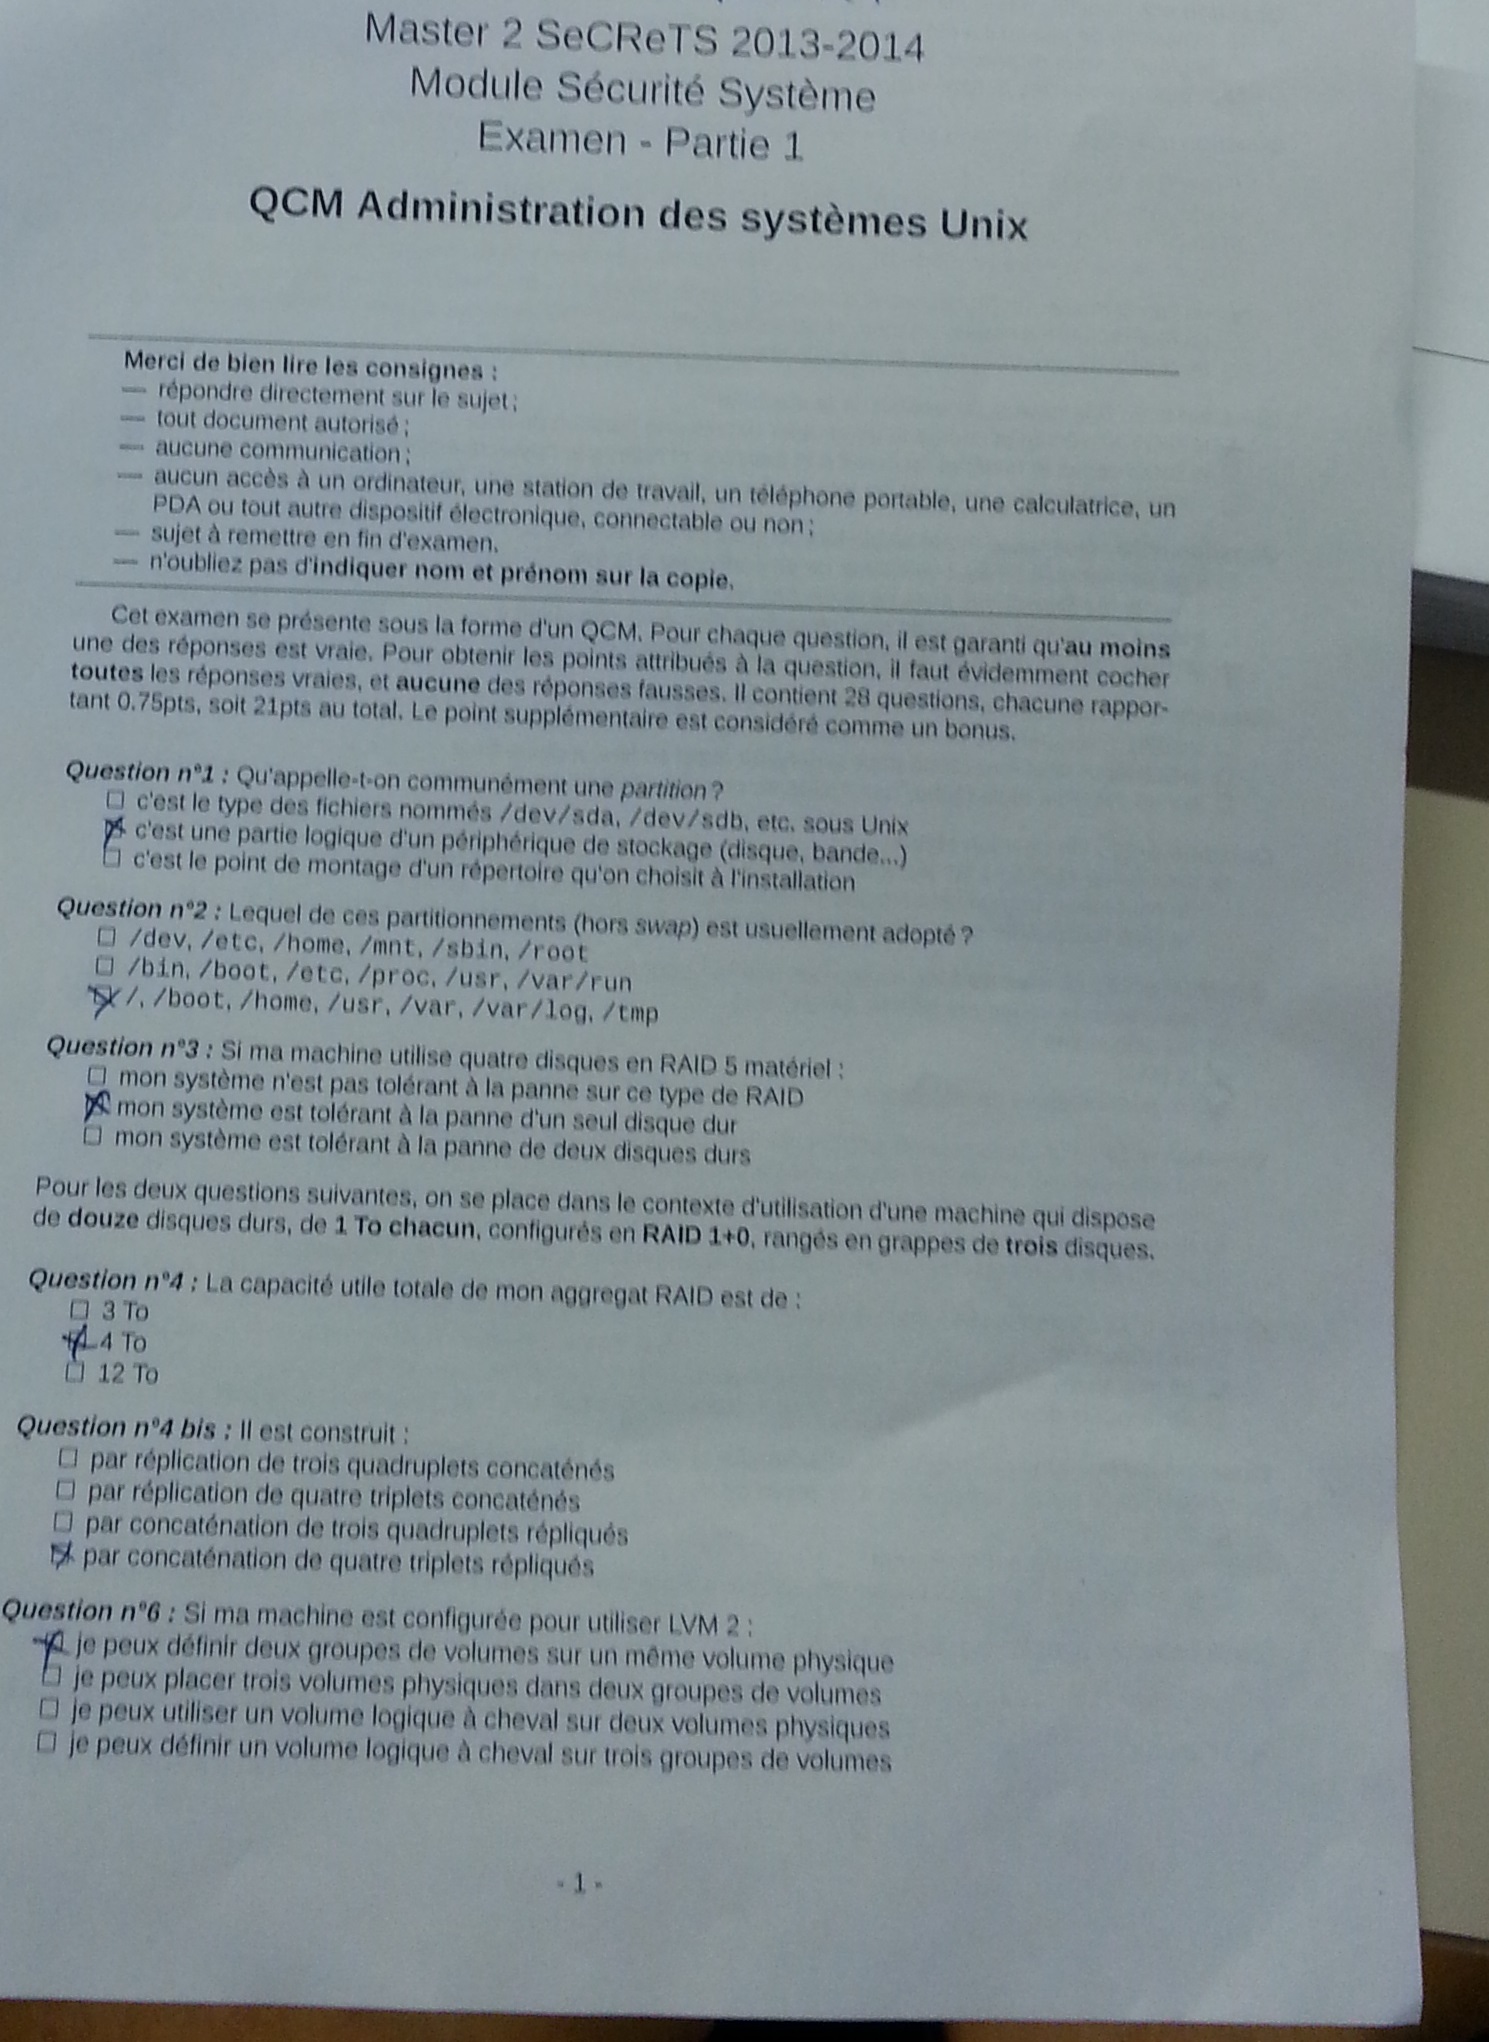 Master 2 SeCReTS 2013-2014
Module Sécurité Système
Examen - Partie 1
QCM Administration des systèmes Unix
Merci de bien lire les consignes :
— répondre directement sur le sujet ;
— tout document autorisé ;
— aucune communication ;
— aucun accès à un ordinateur, une station de travail, un téléphone portable, une calculatrice, un
PDA ou tout autre dispositif électronique, connectable ou non ;
— sujet à remettre en fin d'examen.
— n'oubliez pas d'indiquer nom et prénom sur la copie.
Cet examen se présente sous la forme d'un QCM. Pour chaque question, il est garanti qu'au moins
une des réponses est vraie. Pour obtenir les points attribués à la question, il faut évidemment cocher
toutes les réponses vraies, et aucune des réponses fausses. Il contient 28 questions, chacune rappor-
tant 0.75pts, soit 21pts au total. Le point supplémentaire est considéré comme un bonus.
Question n°1 : Qu'appelle-t-on communément une partition ?
☐ c'est le type des fichiers nommés /dev/sda, /dev/sdb, etc. sous Unix
☒ c'est une partie logique d'un périphérique de stockage (disque, bande...)
☐ c'est le point de montage d'un répertoire qu'on choisit à l'installation
Question n°2 : Lequel de ces partitionnements (hors swap) est usuellement adopté ?
☐ /dev, /etc, /home, /mnt, /sbin, /root
☐ /bin, /boot, /etc, /proc, /usr, /var/run
☒ /, /boot, /home, /usr, /var, /var/log, /tmp
Question n°3 : Si ma machine utilise quatre disques en RAID 5 matériel :
☐ mon système n'est pas tolérant à la panne sur ce type de RAID
☒ mon système est tolérant à la panne d'un seul disque dur
☐ mon système est tolérant à la panne de deux disques durs
Pour les deux questions suivantes, on se place dans le contexte d'utilisation d'une machine qui dispose
de douze disques durs, de 1 To chacun, configurés en RAID 1+0, rangés en grappes de trois disques.
Question n°4 : La capacité utile totale de mon aggregat RAID est de :
☐ 3 To
☒ 4 To
☐ 12 To
Question n°4 bis : Il est construit :
☐ par réplication de trois quadruplets concaténés
☐ par réplication de quatre triplets concaténés
☐ par concaténation de trois quadruplets répliqués
☒ par concaténation de quatre triplets répliqués
Question n°6 : Si ma machine est configurée pour utiliser LVM 2 :
☒ je peux définir deux groupes de volumes sur un même volume physique
☐ je peux placer trois volumes physiques dans deux groupes de volumes
☐ je peux utiliser un volume logique à cheval sur deux volumes physiques
☐ je peux définir un volume logique à cheval sur trois groupes de volumes
- 1 -